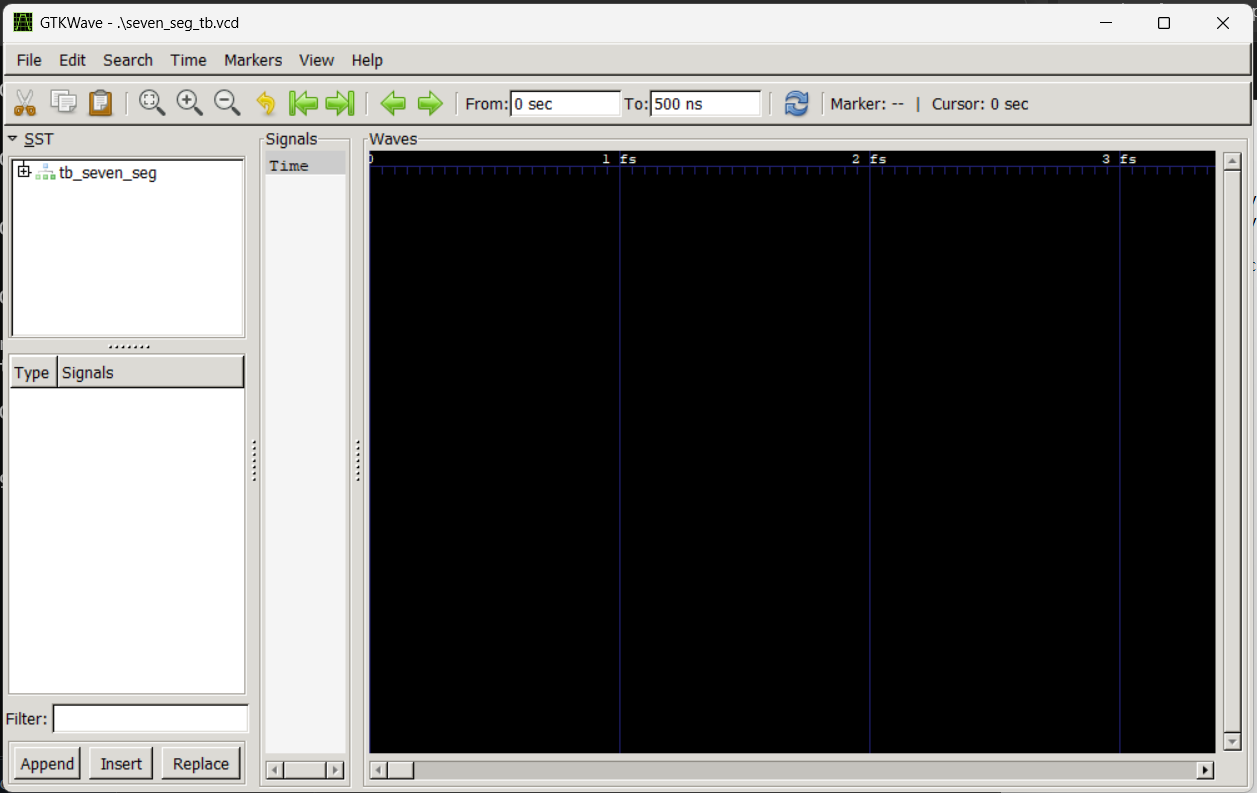 GTKWave - .\seven_seg_tb.vcd
File Edit Search Time Markers View Help
From: 0 sec To: 500 ns Marker: -- | Cursor: 0 sec
SST
tb_seven_seg
Type Signals
Filter:
Append Insert Replace
Signals
Time
Waves
0 1 fs 2 fs 3 fs